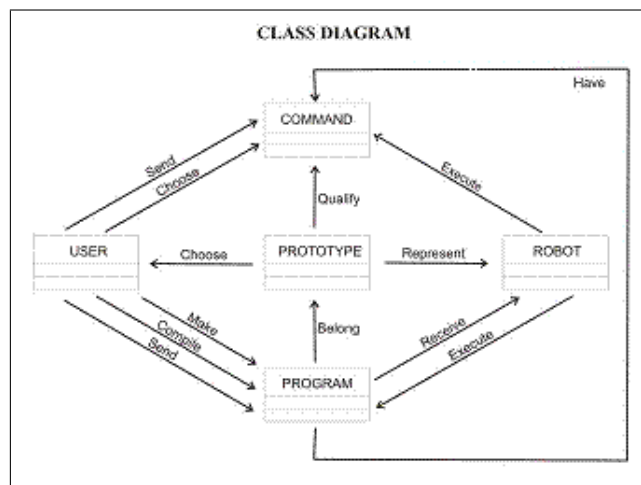 CLASS DIAGRAM
Have
COMMAND
Send
Choose
Execute
Qualify
USER
Choose
PROTOTYPE
Represent
ROBOT
Make
Compile
Send
Belong
Receive
Execute
PROGRAM